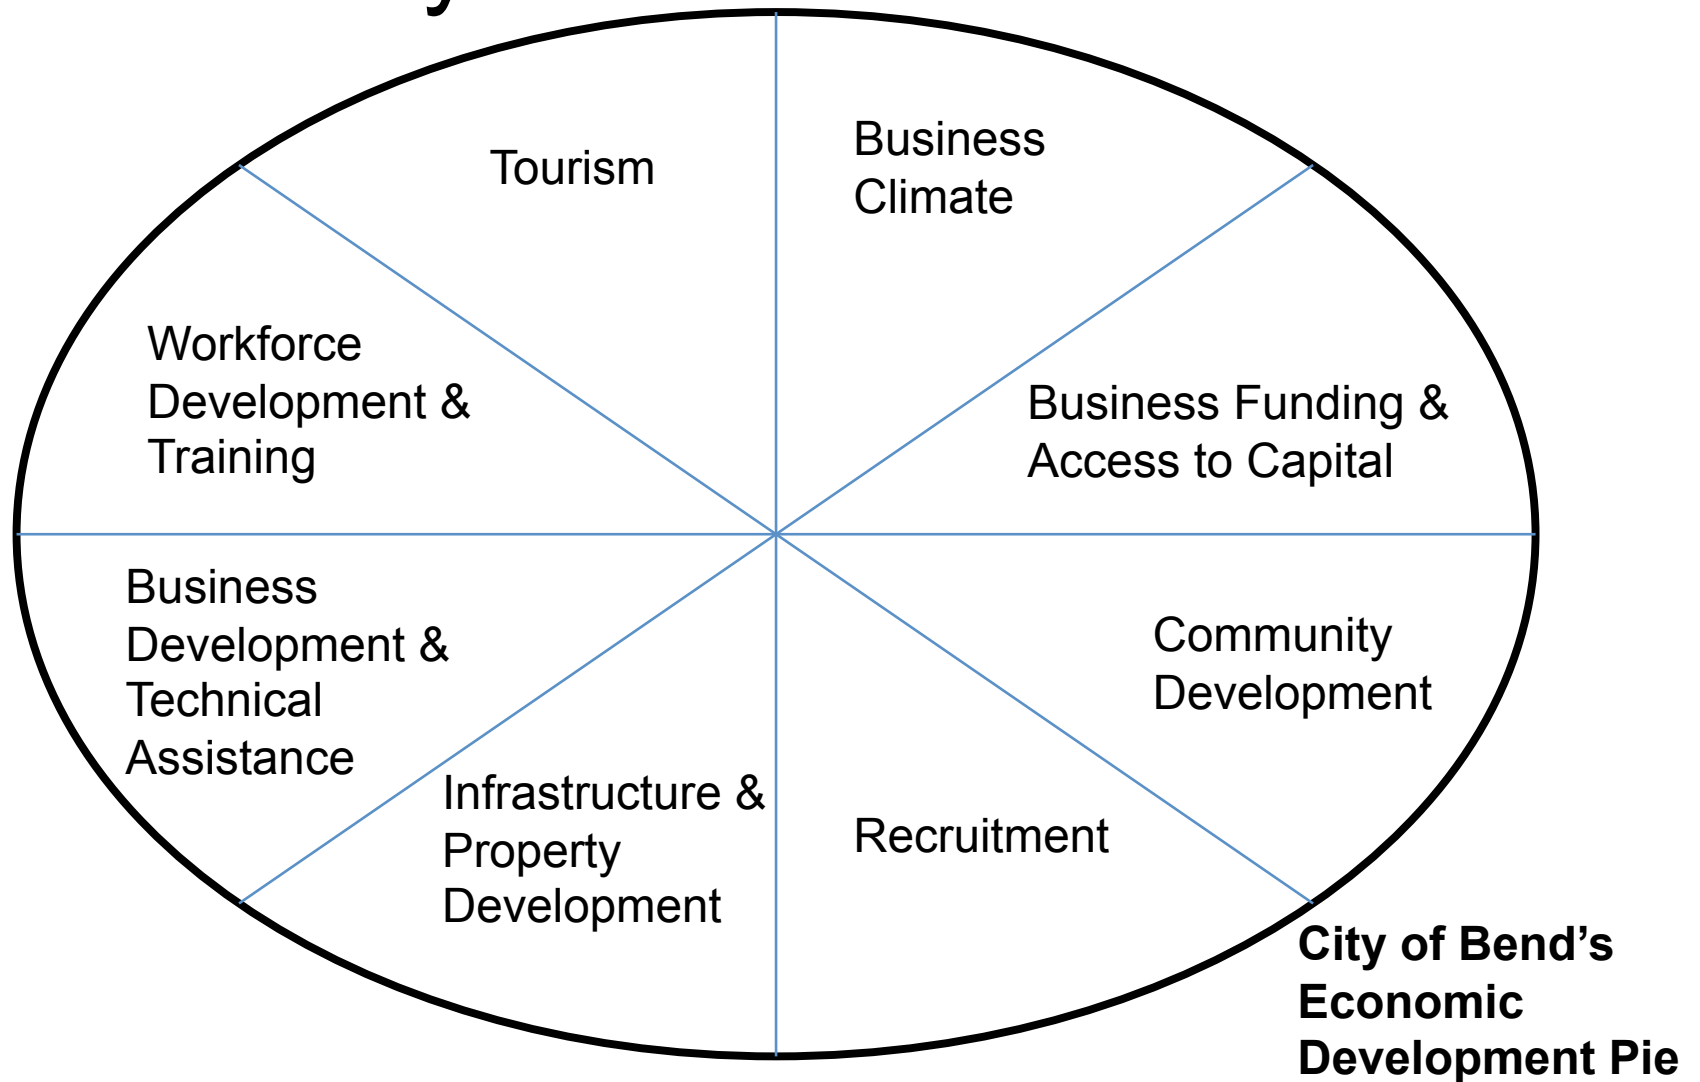 Tourism
Business
Climate
Workforce
Development &
Training
Business Funding &
Access to Capital
Business
Development &
Technical
Assistance
Community
Development
Infrastructure &
Property
Development
Recruitment
City of Bend’s
Economic
Development Pie